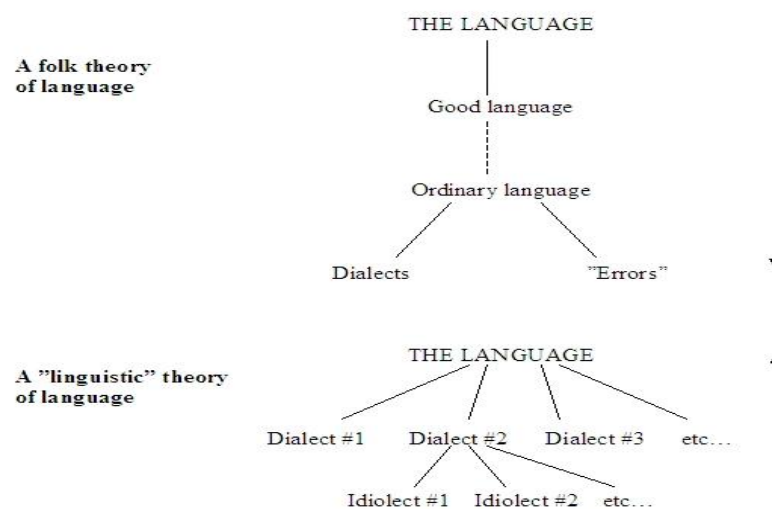 THE LANGUAGE
A folk theory
of language
Good language
Ordinary language
Dialects ”Errors”
THE LANGUAGE
A ”linguistic” theory
of language
Dialect #1 Dialect #2 Dialect #3 etc…
Idiolect #1 Idiolect #2 etc…